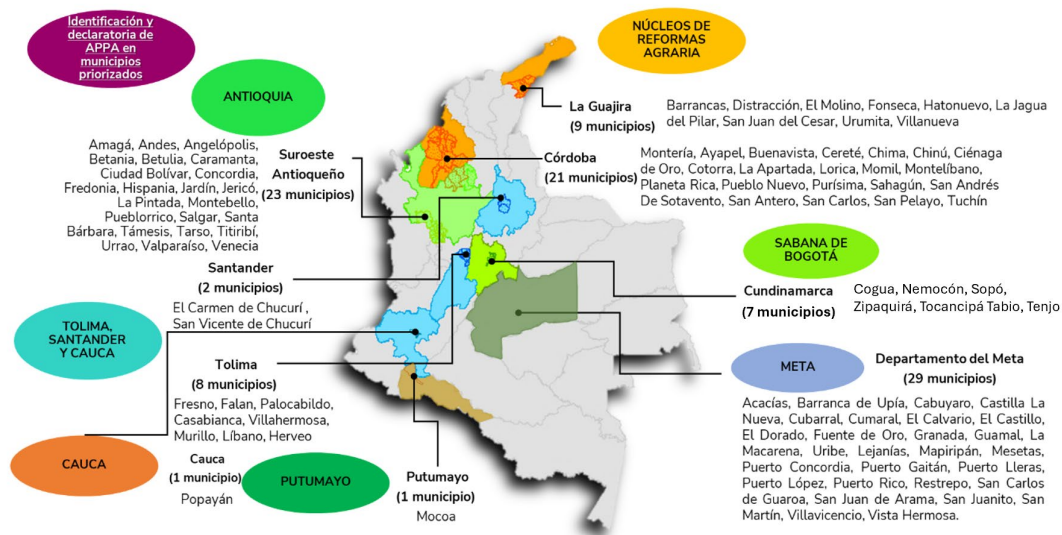 Identificación y
declaratoria de
APPA en
municipios
priorizados
NÚCLEOS DE
REFORMAS
AGRARIA
ANTIOQUIA
Amagá, Andes, Angelópolis,
Betania, Betulia, Caramanta,
Ciudad Bolívar, Concordia,
Fredonia, Hispania, Jardín, Jericó,
La Pintada, Montebello,
Pueblorrico, Salgar, Santa
Bárbara, Támesis, Tarso, Titiribí,
Urrao, Valparaíso, Venecia
Suroeste
Antioqueño
(23 municipios)
La Guajira
(9 municipios)
Barrancas, Distracción, El Molino, Fonseca, Hatonuevo, La Jagua
del Pilar, San Juan del Cesar, Urumita, Villanueva
Córdoba
(21 municipios)
Montería, Ayapel, Buenavista, Cereté, Chima, Chinú, Ciénaga
de Oro, Cotorra, La Apartada, Lorica, Momil, Montelíbano,
Planeta Rica, Pueblo Nuevo, Purísima, Sahagún, San Andrés
De Sotavento, San Antero, San Carlos, San Pelayo, Tuchín
Santander
(2 municipios)
El Carmen de Chucurí,
San Vicente de Chucurí
SABANA DE
BOGOTÁ
Cundinamarca
(7 municipios)
Cogua, Nemocón, Sopó,
Zipaquirá, Tocancipá Tabio, Tenjo
TOLIMA,
SANTANDER
Y CAUCA
Tolima
(8 municipios)
Fresno, Falan, Palocabildo,
Casabianca, Villahermosa,
Murillo, Líbano, Herveo
META
Departamento del Meta
(29 municipios)
Acacías, Barranca de Upía, Cabuyaro, Castilla La
Nueva, Cubarral, Cumaral, El Calvario, El Castillo,
El Dorado, Fuente de Oro, Granada, Guamal, La
Macarena, Uribe, Lejanías, Mapiripán, Mesetas,
Puerto Concordia, Puerto Gaitán, Puerto Lleras,
Puerto López, Puerto Rico, Restrepo, San Carlos
de Guaroa, San Juan de Arama, San Juanito, San
Martín, Villavicencio, Vista Hermosa.
CAUCA
Cauca
(1 municipio)
Popayán
PUTUMAYO
Putumayo
(1 municipio)
Mocoa